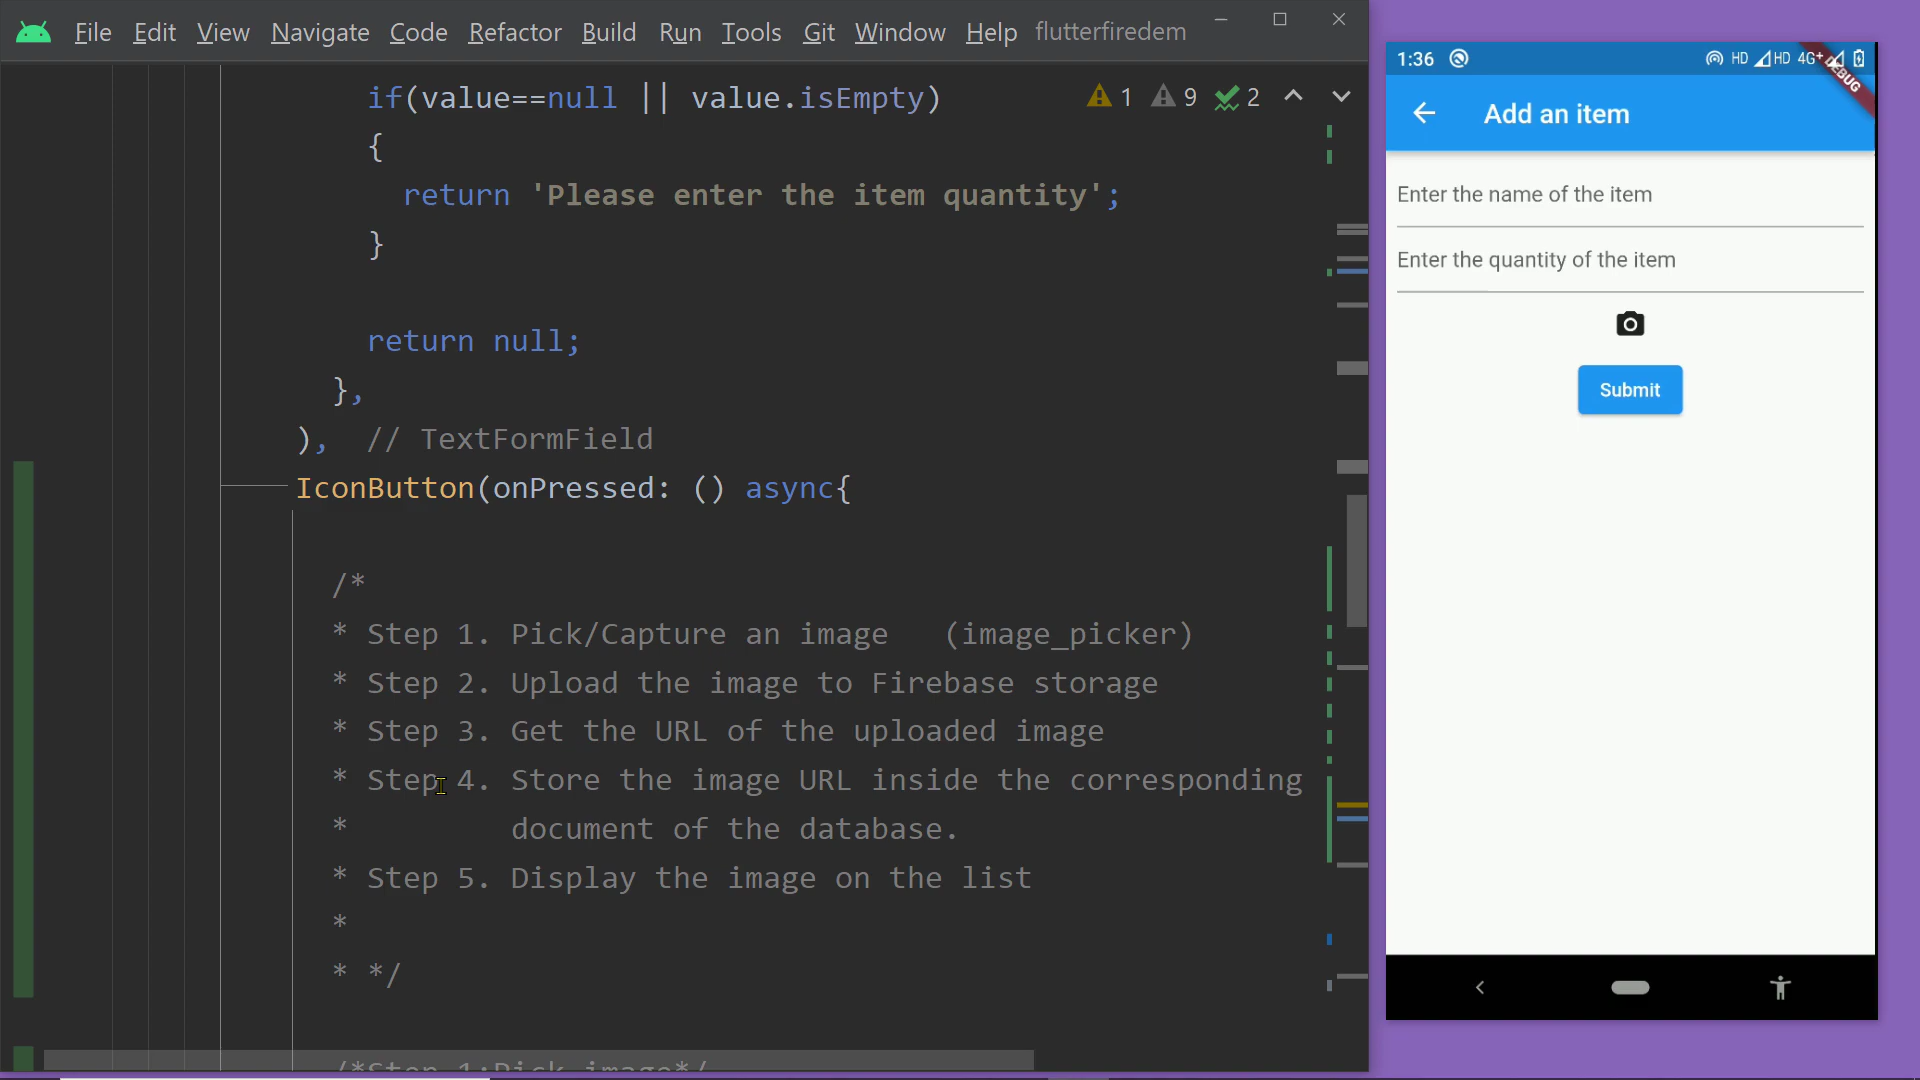 File Edit View Navigate Code Refactor Build Run Tools Git Window Help flutterfiredem
if(value==null || value.isEmpty)
1 9 2
{
return 'Please enter the item quantity';
}
return null;
},
), // TextFormField
IconButton(onPressed: () async{
/*
* Step 1. Pick/Capture an image (image_picker)
* Step 2. Upload the image to Firebase storage
* Step 3. Get the URL of the uploaded image
* Step 4. Store the image URL inside the corresponding
* document of the database.
* Step 5. Display the image on the list
*
* */
/*Step 1:Pick image*/
1:36 HD HD 4G+
DEBUG
Add an item
Enter the name of the item
Enter the quantity of the item
Submit